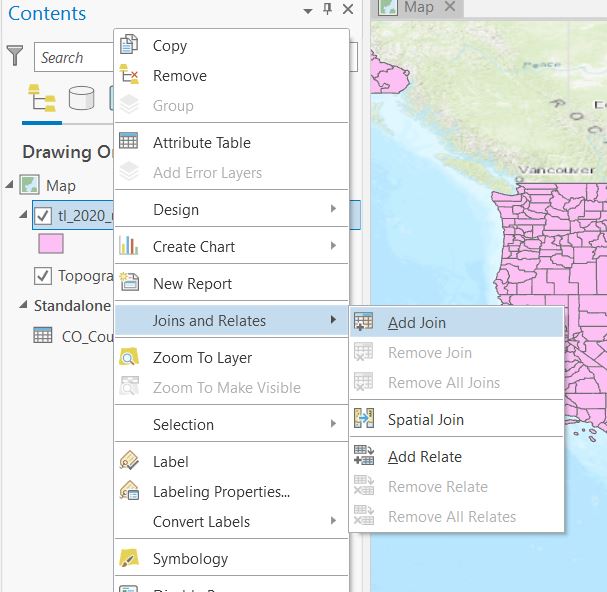 Contents
Map
Search
Copy
Remove
Group
Attribute Table
Add Error Layers
Design
Create Chart
New Report
Joins and Relates
Zoom To Layer
Zoom To Make Visible
Selection
Label
Labeling Properties...
Convert Labels
Symbology
Add Join
Remove Join
Remove All Joins
Spatial Join
Add Relate
Remove Relate
Remove All Relates
Drawing O
Map
tl_2020_
Topogra
Standalone
CO_Cou
Peace
R O C
Vancouver